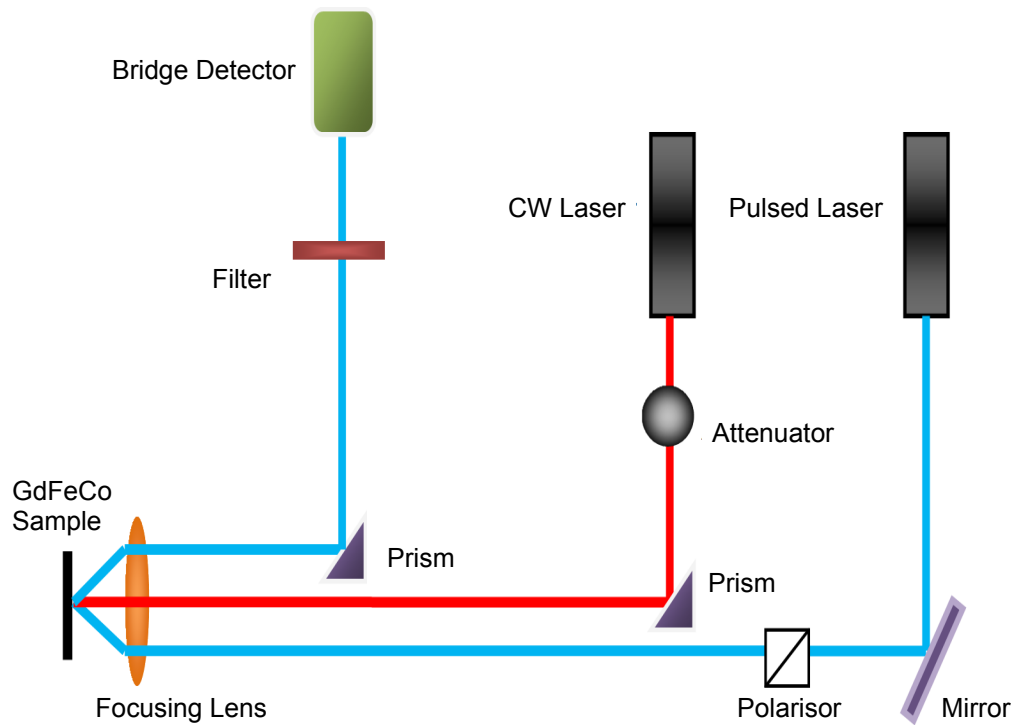 Bridge Detector
CW Laser
Pulsed Laser
Filter
Attenuator
GdFeCo
Sample
Prism
Prism
Focusing Lens
Polarisor
Mirror